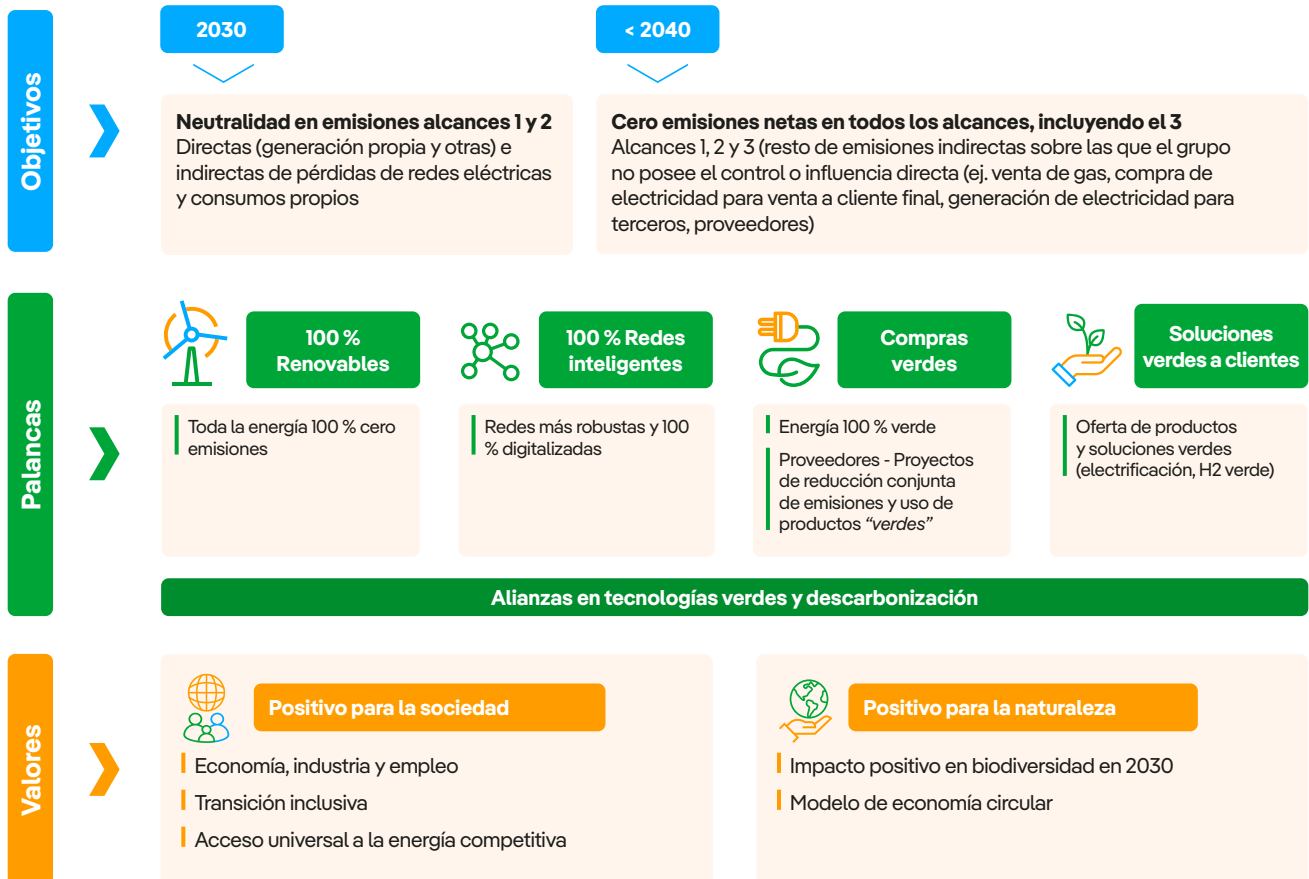 Objetivos
2030
Neutralidad en emisiones alcances 1 y 2
Directas (generación propia y otras) e
indirectas de pérdidas de redes eléctricas
y consumos propios
< 2040
Cero emisiones netas en todos los alcances, incluyendo el 3
Alcances 1, 2 y 3 (resto de emisiones indirectas sobre las que el grupo
no posee el control o influencia directa (ej. venta de gas, compra de
electricidad para venta a cliente final, generación de electricidad para
terceros, proveedores)
Palancas
100 %
Renovables
Toda la energía 100 % cero
emisiones
100 % Redes
inteligentes
Redes más robustas y 100
% digitalizadas
Compras
verdes
Energía 100 % verde
Proveedores - Proyectos
de reducción conjunta
de emisiones y uso de
productos “verdes”
Soluciones
verdes a clientes
Oferta de productos
y soluciones verdes
(electrificación, H2 verde)
Alianzas en tecnologías verdes y descarbonización
Valores
Positivo para la sociedad
Economía, industria y empleo
Transición inclusiva
Acceso universal a la energía competitiva
Positivo para la naturaleza
Impacto positivo en biodiversidad en 2030
Modelo de economía circular